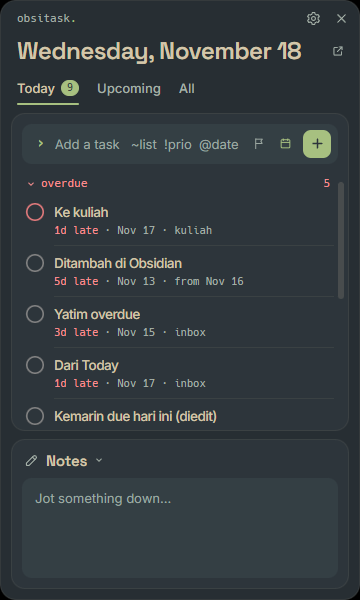 obsitask.
Wednesday, November 18
Today 9 Upcoming All
Add a task ~list !prio @date
overdue 5
Ke kuliah
1d late · Nov 17 · kuliah
Ditambah di Obsidian
5d late · Nov 13 · from Nov 16
Yatim overdue
3d late · Nov 15 · inbox
Dari Today
1d late · Nov 17 · inbox
Kemarin due hari ini (diedit)
Notes
Jot something down...